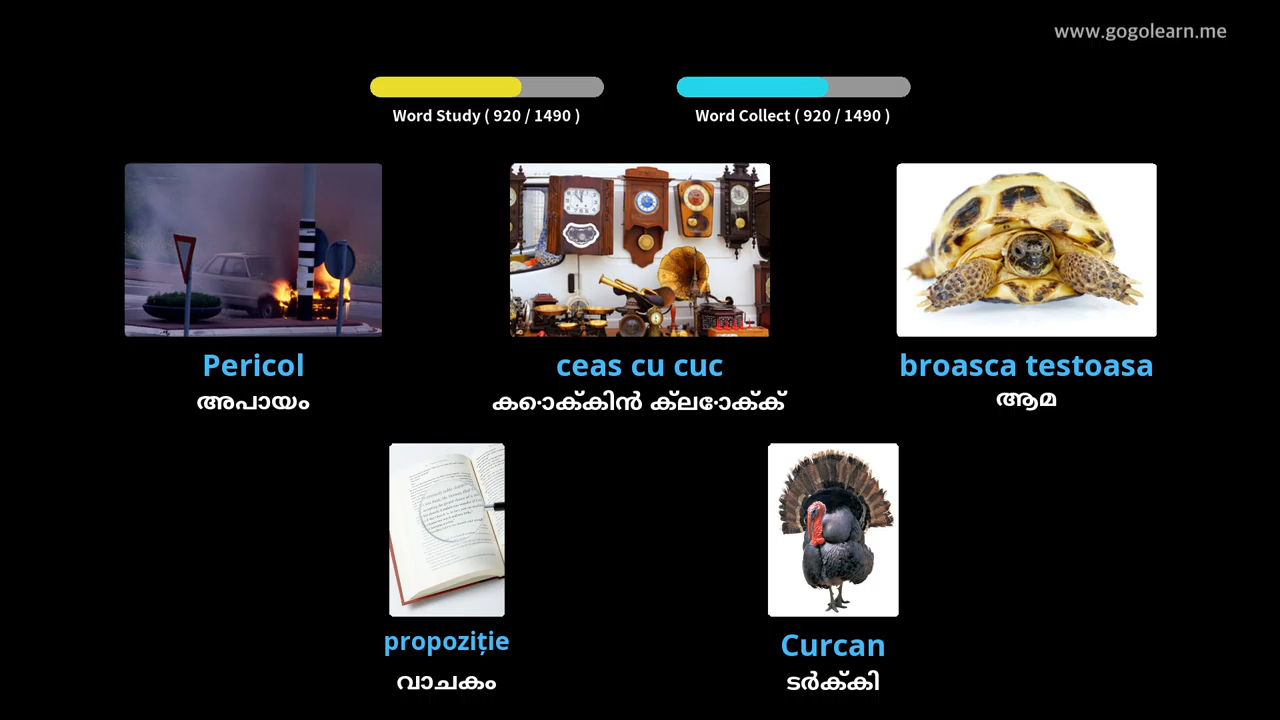 www.gogolearn.me
Word Study ( 920 / 1490 )
Word Collect ( 920 / 1490 )
Pericol
ceas cu cuc
broasca testoasa
അപായം
കൊക്കിൻ ക്ലോക്ക്
ആമ
propoziție
Curcan
വാചകം
ടർക്കി